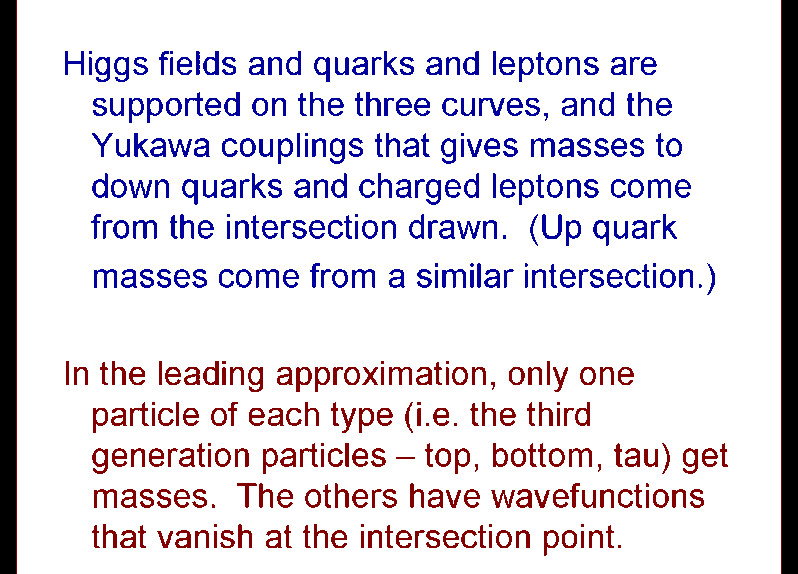 Higgs fields and quarks and leptons are
supported on the three curves, and the
Yukawa couplings that gives masses to
down quarks and charged leptons come
from the intersection drawn.  (Up quark
masses come from a similar intersection.)
In the leading approximation, only one
particle of each type (i.e. the third
generation particles – top, bottom, tau) get
masses.  The others have wavefunctions
that vanish at the intersection point.